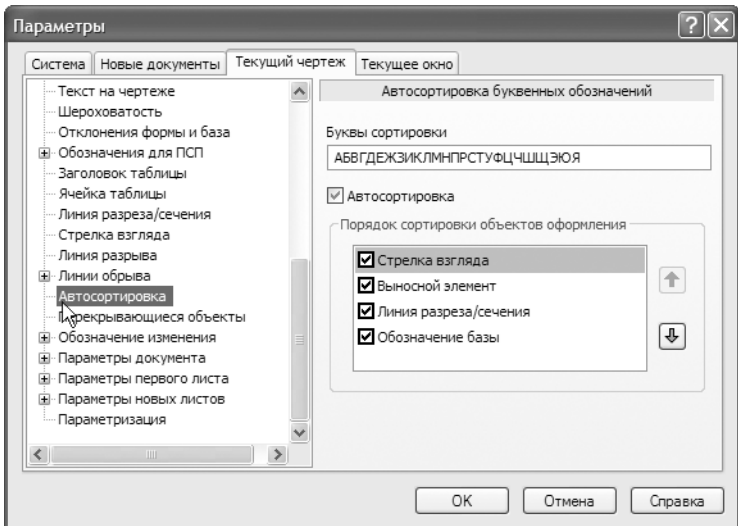 Параметры
Система Новые документы Текущий чертеж Текущее окно
Текст на чертеже
Шероховатость
Отклонения формы и база
Обозначения для ПСП
Заголовок таблицы
Ячейка таблицы
Линия разреза/сечения
Стрелка взгляда
Линия разрыва
Линии обрыва
Автосортировка
Перекрывающиеся объекты
Обозначение изменения
Параметры документа
Параметры первого листа
Параметры новых листов
Параметризация
Автосортировка буквенных обозначений
Буквы сортировки
АБВГДЕЖЗИКЛМНПРСТУФЦЧШЩЭЮЯ
Автосортировка
Порядок сортировки объектов оформления
Стрелка взгляда
Выносной элемент
Линия разреза/сечения
Обозначение базы
OK Отмена Справка